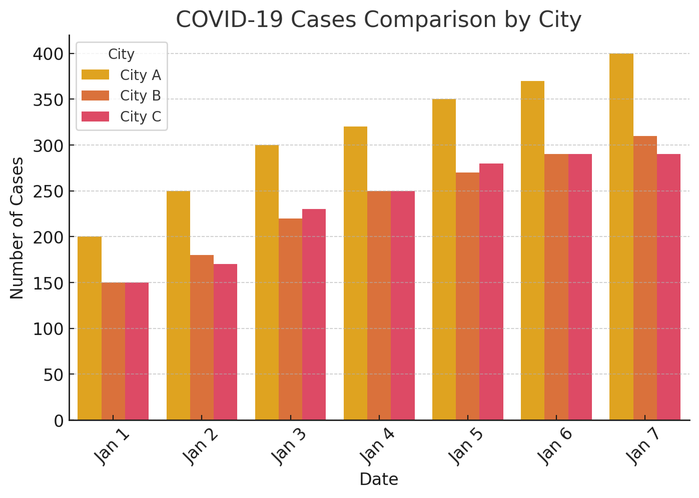 COVID-19 Cases Comparison by City
City
City A
City B
City C
Number of Cases
400
350
300
250
200
150
100
50
0
Jan 1
Jan 2
Jan 3
Jan 4
Jan 5
Jan 6
Jan 7
Date